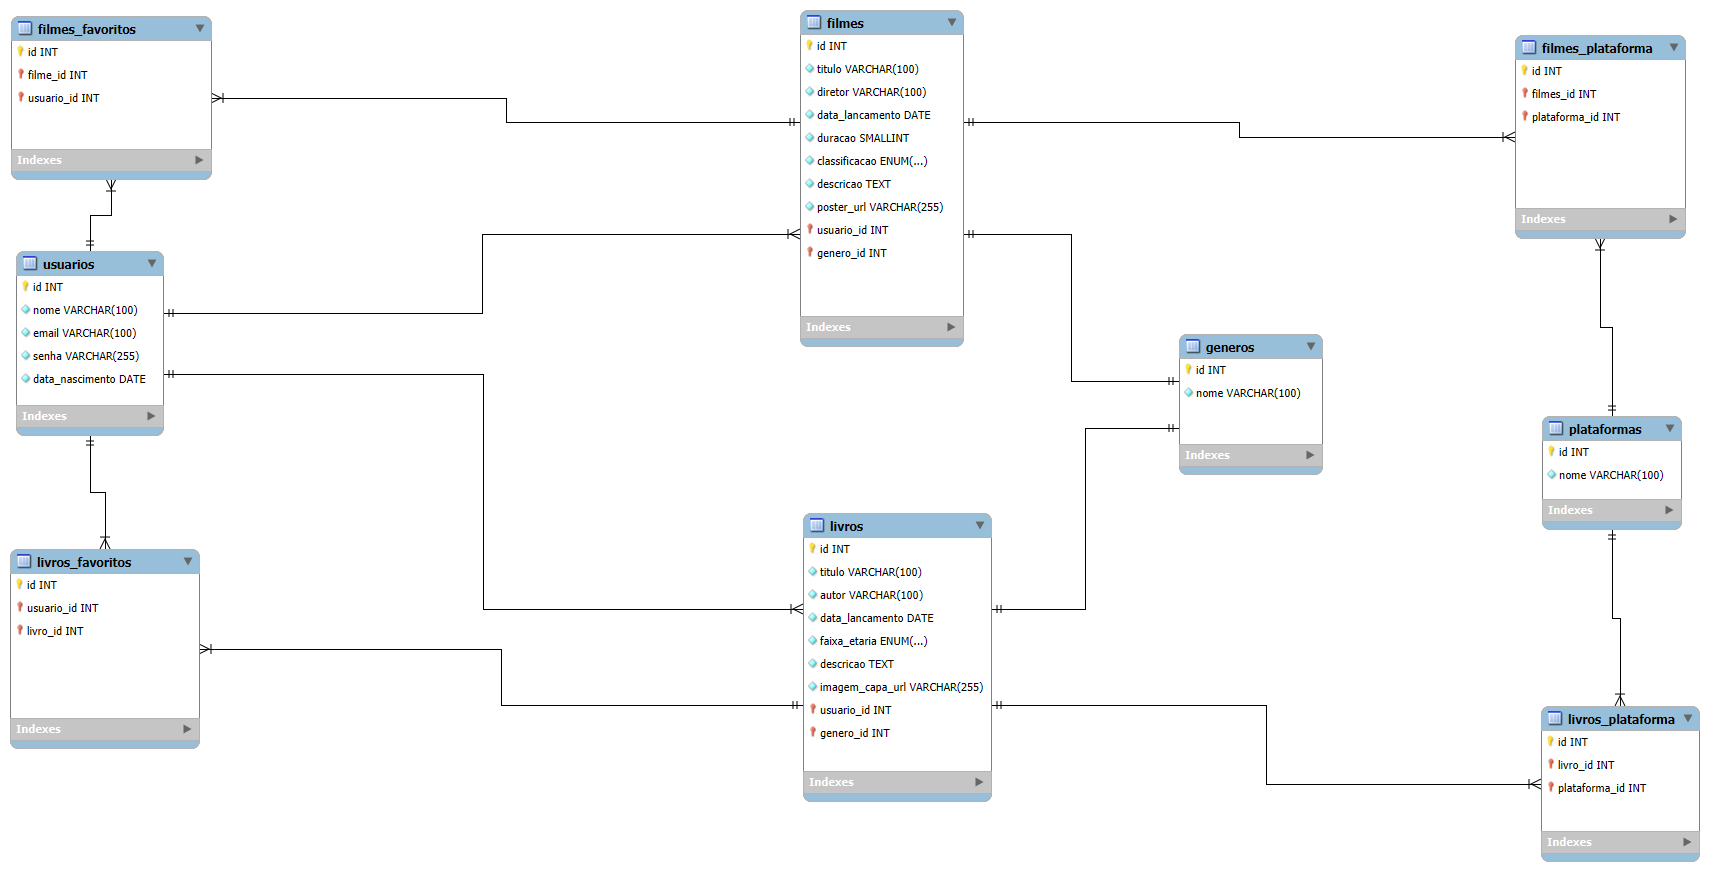 filmes_favoritos
id INT
filme_id INT
usuario_id INT
Indexes
usuarios
id INT
nome VARCHAR(100)
email VARCHAR(100)
senha VARCHAR(255)
data_nascimento DATE
Indexes
livros_favoritos
id INT
usuario_id INT
livro_id INT
Indexes
filmes
id INT
titulo VARCHAR(100)
diretor VARCHAR(100)
data_lancamento DATE
duracao SMALLINT
classificacao ENUM(...)
descricao TEXT
poster_url VARCHAR(255)
usuario_id INT
genero_id INT
Indexes
livros
id INT
titulo VARCHAR(100)
autor VARCHAR(100)
data_lancamento DATE
faixa_etaria ENUM(...)
descricao TEXT
imagem_capa_url VARCHAR(255)
usuario_id INT
genero_id INT
Indexes
generos
id INT
nome VARCHAR(100)
Indexes
filmes_plataforma
id INT
filmes_id INT
plataforma_id INT
Indexes
plataformas
id INT
nome VARCHAR(100)
Indexes
livros_plataforma
id INT
livro_id INT
plataforma_id INT
Indexes